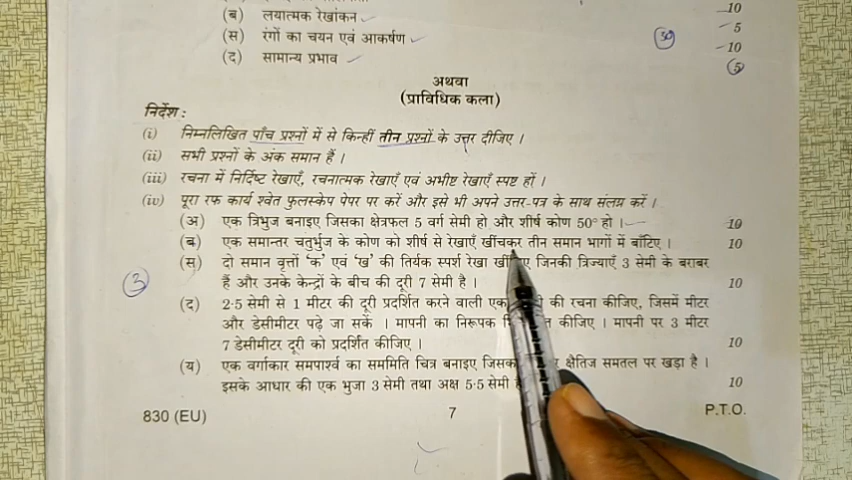 10
(ब) लयात्मक रेखांकन
5
(स) रंगों का चयन एवं आकर्षण
10
(द) सामान्य प्रभाव
5
अथवा
(प्राविधिक कला)
निर्देश :
(i) निम्नलिखित पाँच प्रश्नों में से किन्हीं तीन प्रश्नों के उत्तर दीजिए ।
(ii) सभी प्रश्नों के अंक समान हैं ।
(iii) रचना में निर्दिष्ट रेखाएँ, रचनात्मक रेखाएँ एवं अभीष्ट रेखाएँ स्पष्ट हों ।
(iv) पूरा रफ कार्य श्वेत फुलस्केप पेपर पर करें और इसे भी अपने उत्तर-पत्र के साथ संलग्न करें ।
(अ) एक त्रिभुज बनाइए जिसका क्षेत्रफल 5 वर्ग सेमी हो और शीर्ष कोण 50° हो । 10
(ब) एक समान्तर चतुर्भुज के कोण को शीर्ष से रेखाएँ खींचकर तीन समान भागों में बाँटिए । 10
(स) दो समान वृत्तों 'क' एवं 'ख' की तिर्यक स्पर्श रेखा जिनकी त्रिज्याएँ 3 सेमी के बराबर
हैं और उनके केन्द्रों के बीच की दूरी 7 सेमी है । 10
3
(द) 2·5 सेमी से 1 मीटर की दूरी प्रदर्शित करने वाली एक की रचना कीजिए, जिसमें मीटर
और डेसीमीटर पढ़े जा सकें । मापनी का निरूपक कीजिए । मापनी पर 3 मीटर
7 डेसीमीटर दूरी को प्रदर्शित कीजिए । 10
(य) एक वर्गाकार समपार्श्व का सममिति चित्र बनाइए क्षैतिज समतल पर खड़ा है ।
इसके आधार की एक भुजा 3 सेमी तथा अक्ष 5·5 सेमी 10
830 (EU) 7 P.T.O.